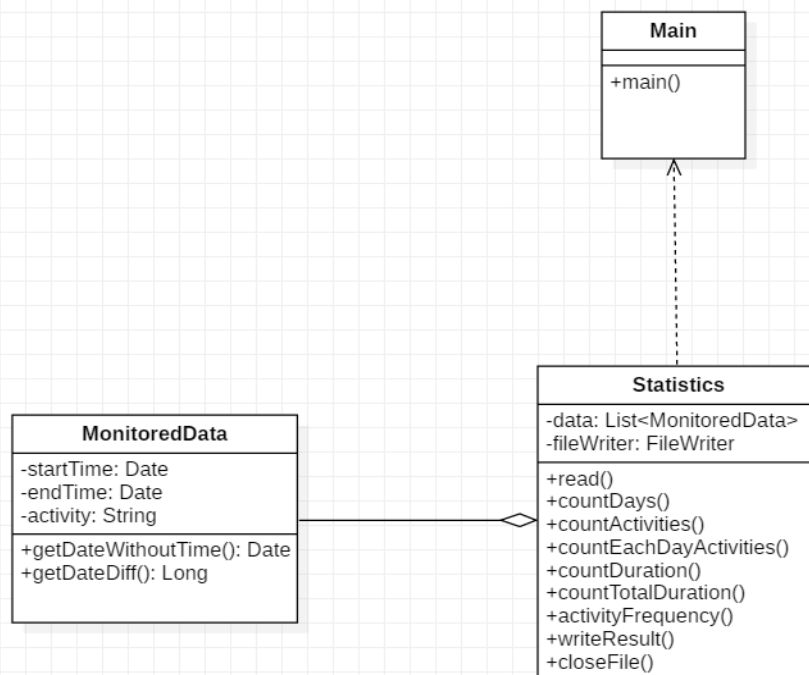 Main
+main()
Statistics
-data: List<MonitoredData>
-fileWriter: FileWriter
+read()
+countDays()
+countActivities()
+countEachDayActivities()
+countDuration()
+countTotalDuration()
+activityFrequency()
+writeResult()
+closeFile()
MonitoredData
-startTime: Date
-endTime: Date
-activity: String
+getDateWithoutTime(): Date
+getDateDiff(): Long